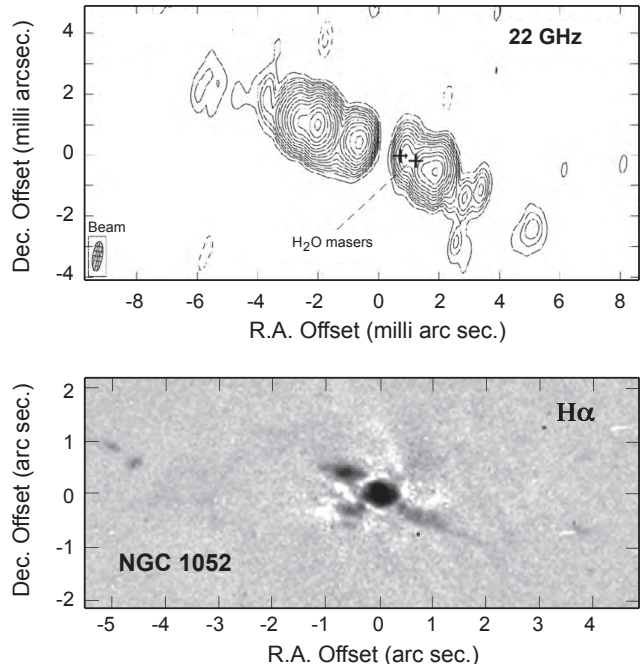 4
2
0
-2
-4
Dec. Offset (milli arcsec.)
22 GHz
H₂O masers
Beam
-8 -6 -4 -2 0 2 4 6 8
R.A. Offset (milli arc sec.)
2
1
0
-1
-2
Dec. Offset (arc sec.)
Hα
NGC 1052
-5 -4 -3 -2 -1 0 1 2 3 4
R.A. Offset (arc sec.)